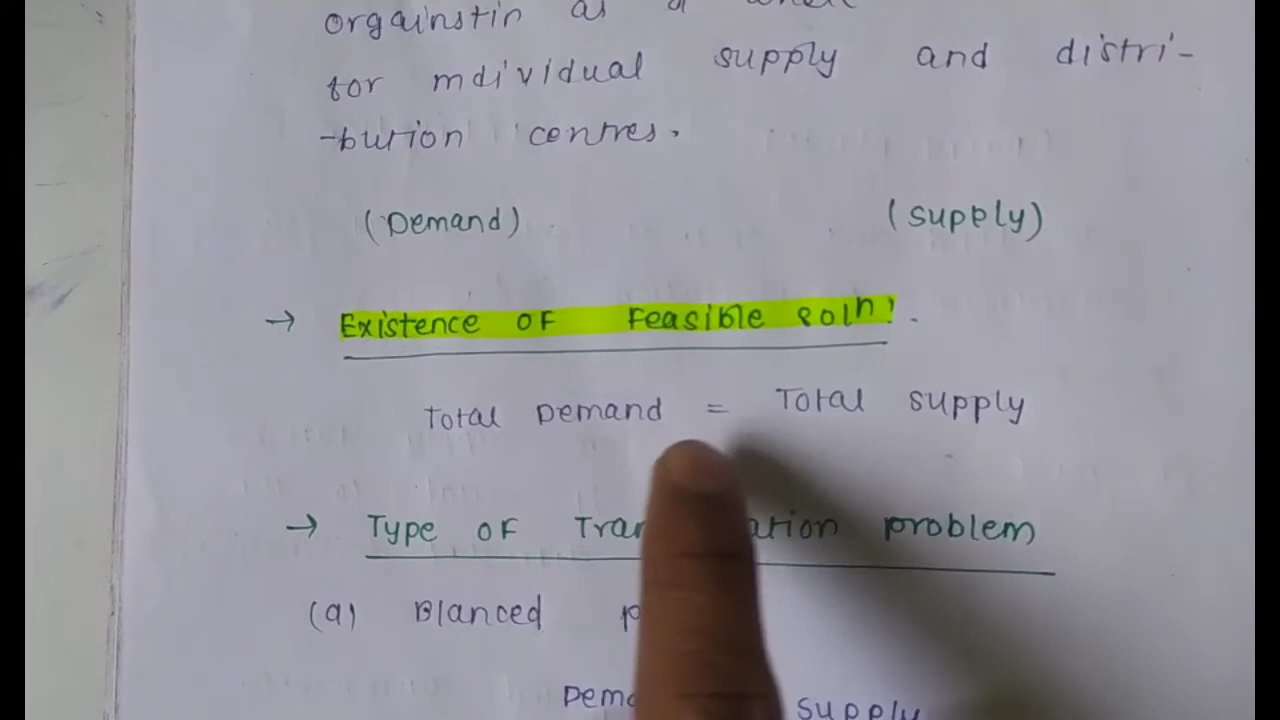 orgainstin as a
for individual supply and distri-
-bution centres.
(Demand) (supply)
→ Existence of Feasible soln!.
Total Demand = Total supply
→ Type of problem
(a) Blanced
supply